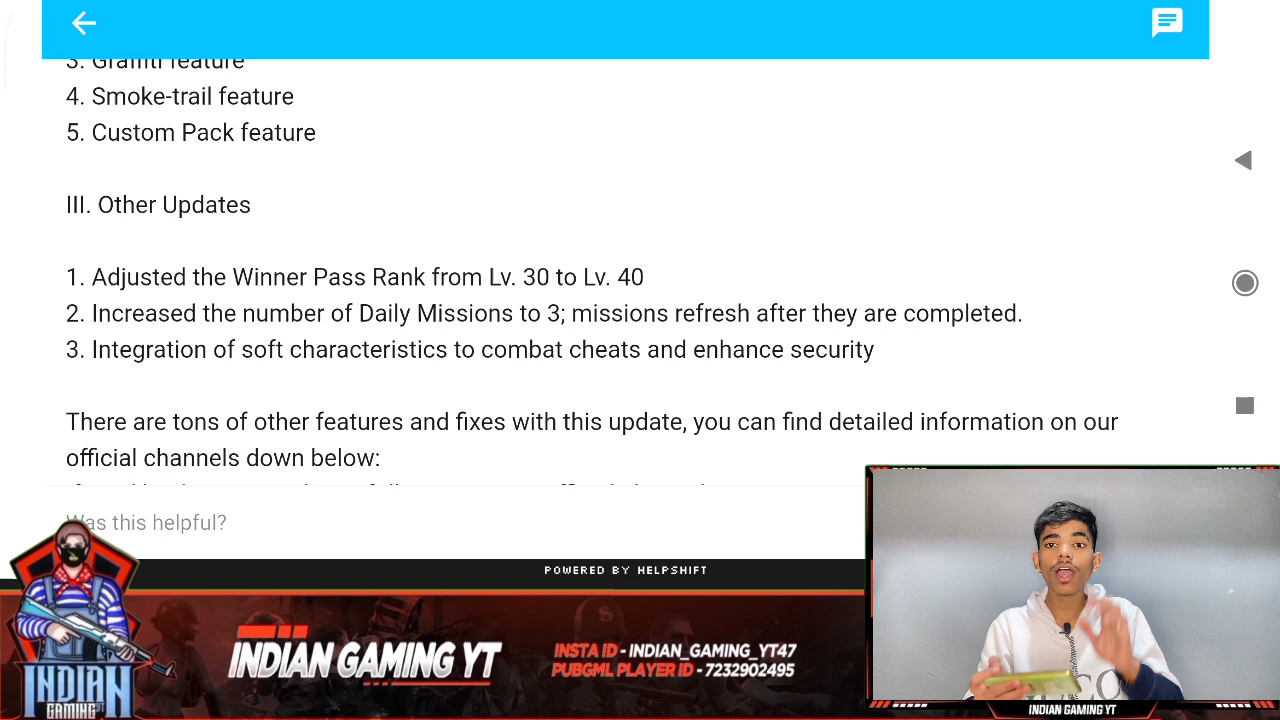 3. Graffiti feature
4. Smoke-trail feature
5. Custom Pack feature
III. Other Updates
1. Adjusted the Winner Pass Rank from Lv. 30 to Lv. 40
2. Increased the number of Daily Missions to 3; missions refresh after they are completed.
3. Integration of soft characteristics to combat cheats and enhance security
There are tons of other features and fixes with this update, you can find detailed information on our
official channels down below:
Was this helpful?
POWERED BY HELPSHIFT
INDIAN GAMING YT
INSTA ID - INDIAN_GAMING_YT47
PUBGML PLAYER ID - 7232902495
INDIAN
GAMING YT
INDIAN GAMING YT